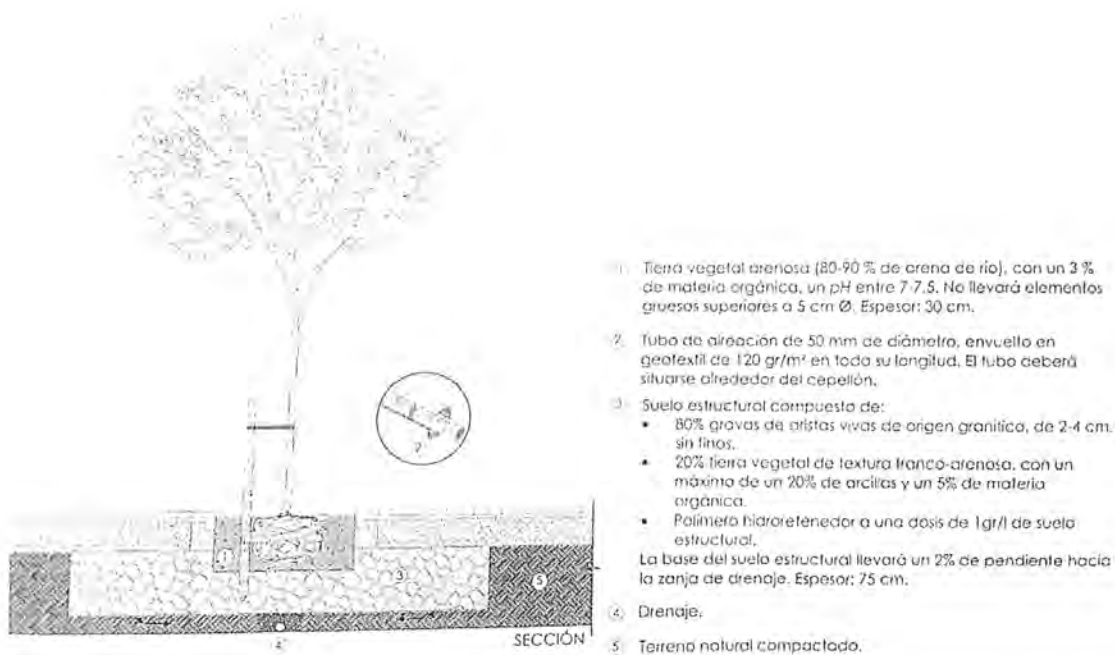 1. Tierra vegetal arenosa (80-90 % de arena de río), con un 3 %
de materia orgánica, un pH entre 7-7.5. No llevará elementos
gruesos superiores a 5 cm Ø. Espesor: 30 cm.
2. Tubo de aireación de 50 mm de diámetro, envuelto en
geotextil de 120 gr/m² en toda su longitud. El tubo deberá
situarse alrededor del cepellón.
3. Suelo estructural compuesto de:
• 80% gravas de aristas vivas de origen granítico, de 2-4 cm.
sin finos.
• 20% tierra vegetal de textura franco-arenosa, con un
máximo de un 20% de arcillas y un 5% de materia
orgánica.
• Polímero hidroretenedor a una dosis de 1gr/l de suelo
estructural.
La base del suelo estructural llevará un 2% de pendiente hacia
la zanja de drenaje. Espesor: 75 cm.
4. Drenaje.
5. Terreno natural compactado.
2
1
3
5
4
SECCIÓN